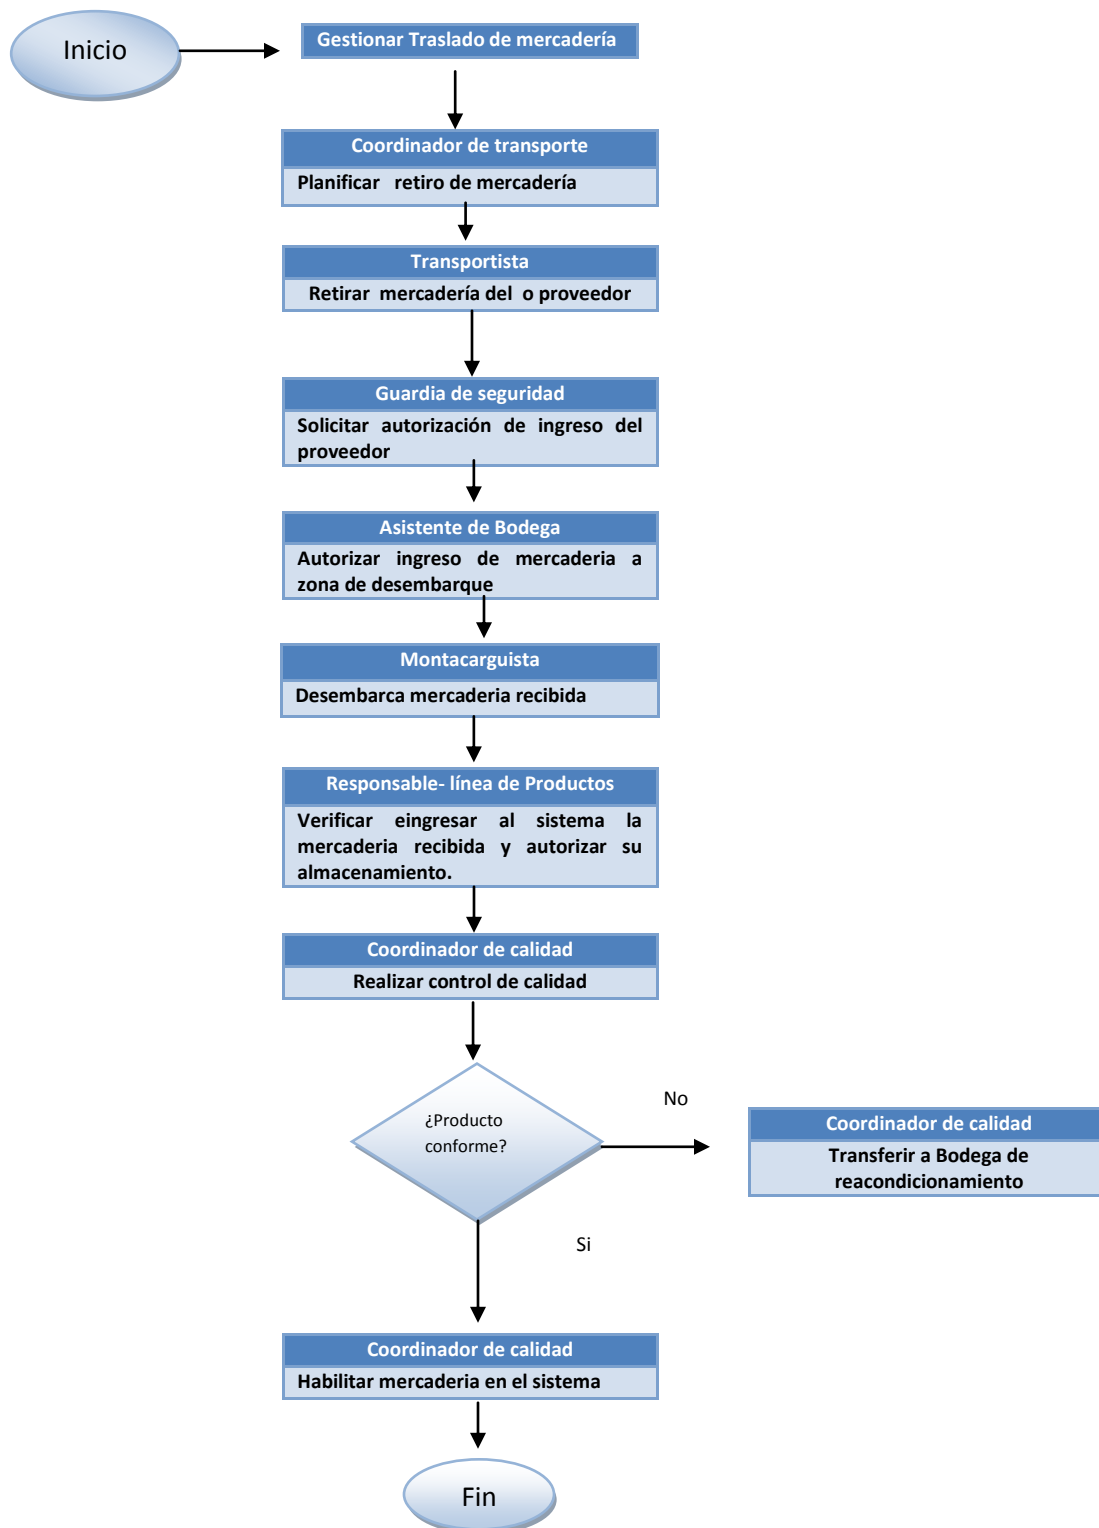 Inicio
Gestionar Traslado de mercadería
Coordinador de transporte
Planificar retiro de mercadería
Transportista
Retirar mercadería del o proveedor
Guardia de seguridad
Solicitar autorización de ingreso del
proveedor
Asistente de Bodega
Autorizar ingreso de mercaderia a
zona de desembarque
Montacarguista
Desembarca mercaderia recibida
Responsable- línea de Productos
Verificar eingresar al sistema la
mercaderia recibida y autorizar su
almacenamiento.
Coordinador de calidad
Realizar control de calidad
¿Producto
conforme?
No
Coordinador de calidad
Transferir a Bodega de
reacondicionamiento
Si
Coordinador de calidad
Habilitar mercaderia en el sistema
Fin